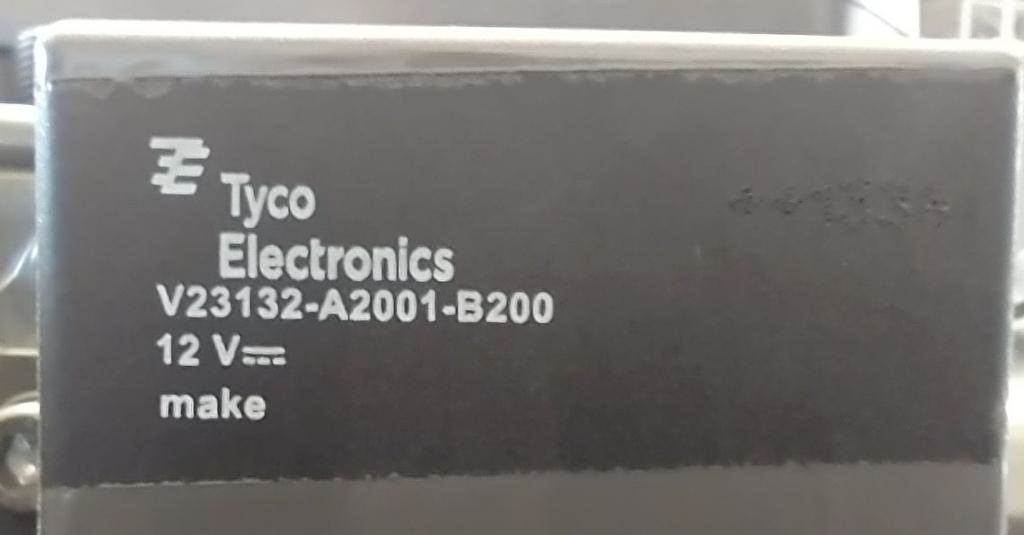 Tyco
Electronics
V23132-A2001-B200
12 V⎓
make